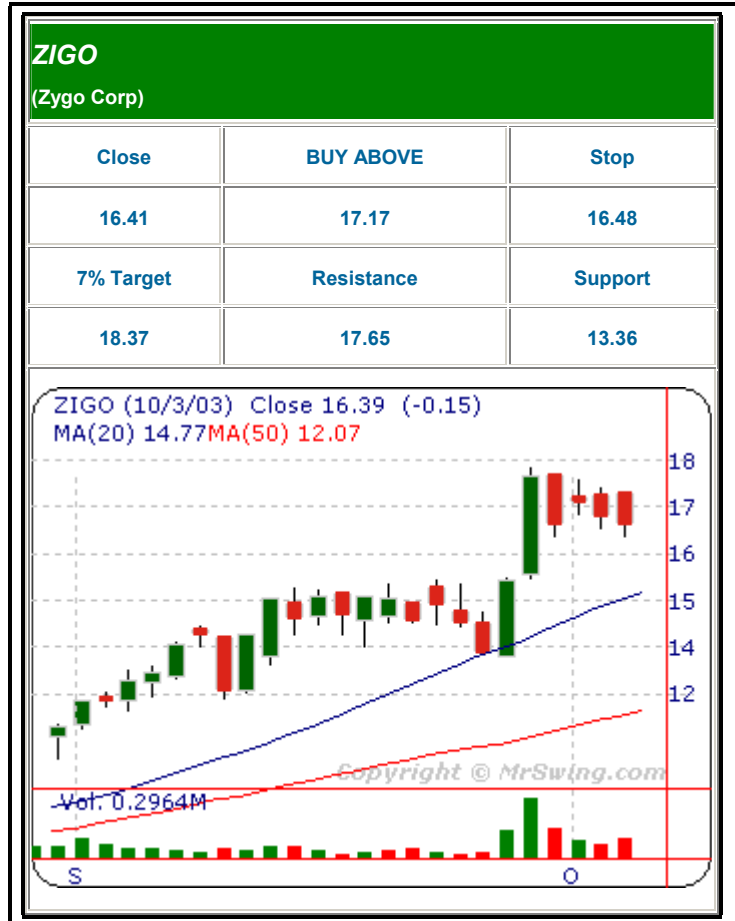 ZIGO
(Zygo Corp)
Close BUY ABOVE Stop
16.41 17.17 16.48
7% Target Resistance Support
18.37 17.65 13.36
ZIGO (10/3/03) Close 16.39 (-0.15)
MA(20) 14.77MA(50) 12.07
18
17
16
15
14
12
Copyright © MrSwing.com
Vol. 0.2964M
S O